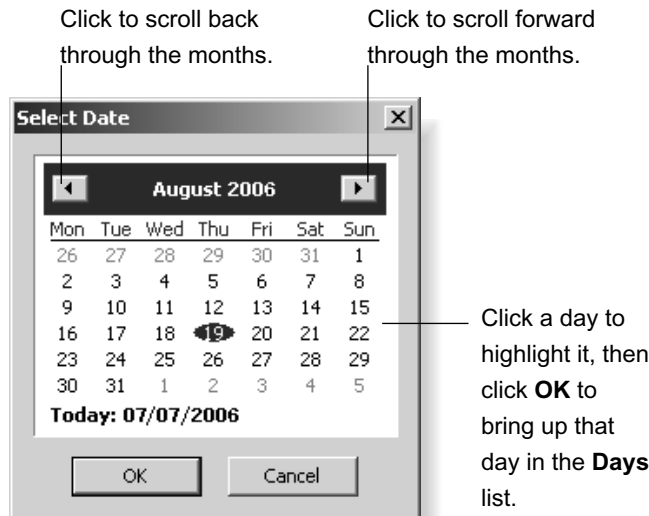 Click to scroll back
through the months.
Click to scroll forward
through the months.
Select Date
August 2006
Mon Tue Wed Thu Fri Sat Sun
26 27 28 29 30 31 1
2 3 4 5 6 7 8
9 10 11 12 13 14 15
16 17 18 19 20 21 22
23 24 25 26 27 28 29
30 31 1 2 3 4 5
Today: 07/07/2006
OK Cancel
Click a day to
highlight it, then
click OK to
bring up that
day in the Days
list.